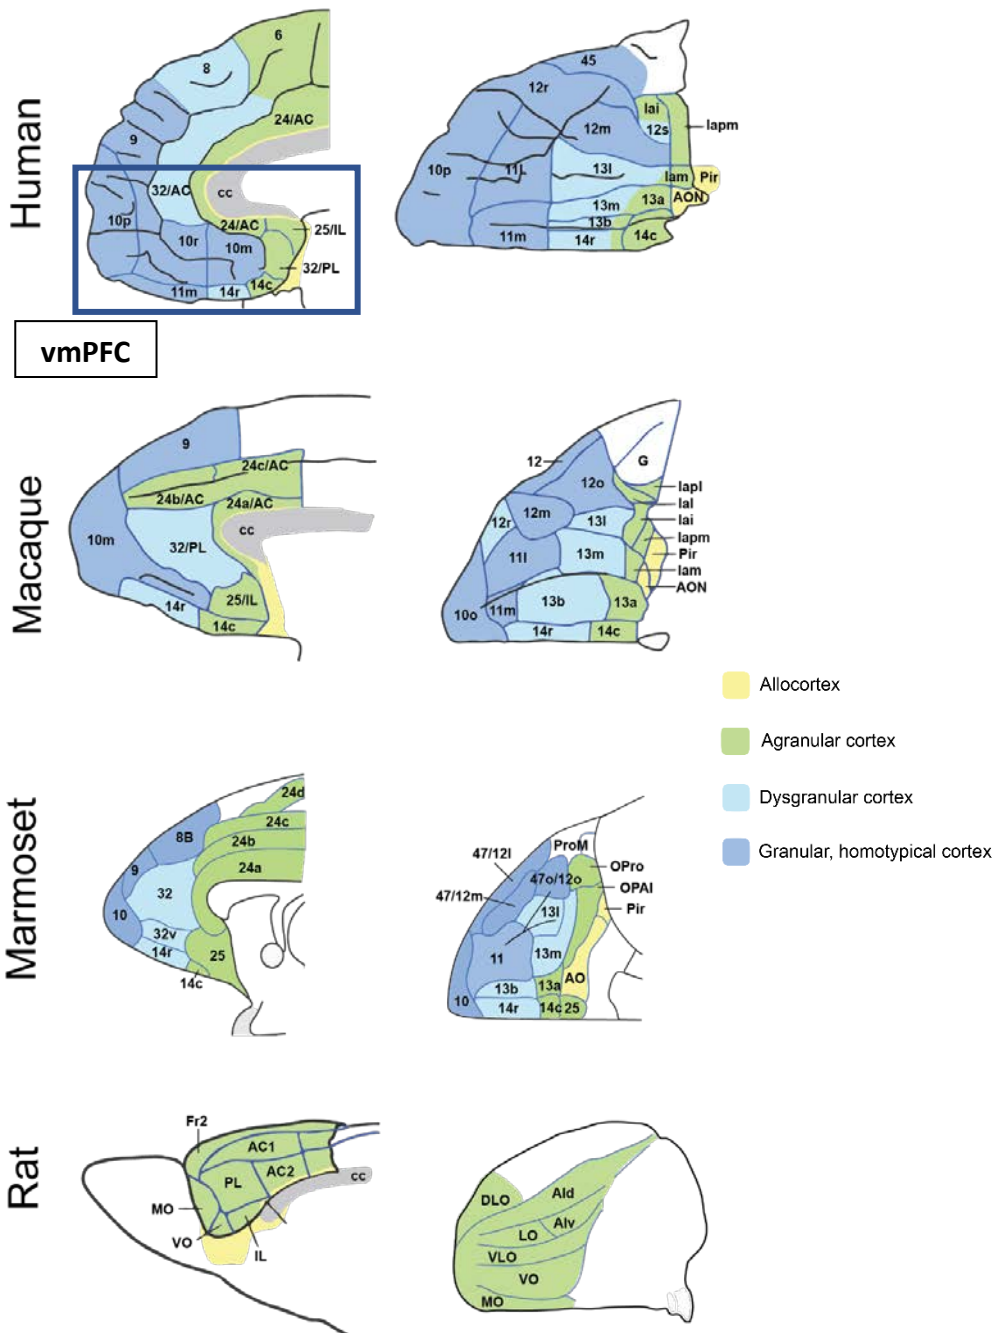 Human
6
8
9
24/AC
32/AC
cc
10p
10r
10m
24/AC
25/IL
32/PL
11m
14r
14c
45
12r
12m
Iai
12s
Iapm
10p
11L
13l
Iam
Pir
13m
13a
AON
13b
11m
14r
14c
vmPFC
Macaque
9
24c/AC
24b/AC
24a/AC
cc
10m
32/PL
14r
25/IL
14c
12
G
12o
Iapl
Ial
12r
12m
13l
Iai
Iapm
11l
13m
Pir
Iam
AON
10o
11m
13b
13a
14r
14c
Allocortex
Agranular cortex
Dysgranular cortex
Granular, homotypical cortex
Marmoset
24d
24c
8B
24b
9
24a
32
10
32v
14r
25
14c
ProM
47/12l
OPro
47o/12o
OPAl
47/12m
13l
Pir
11
13m
AO
13b
13a
10
14r
14c
25
Rat
Fr2
AC1
AC2
cc
PL
MO
VO
IL
DLO
AId
AIv
LO
VLO
VO
MO